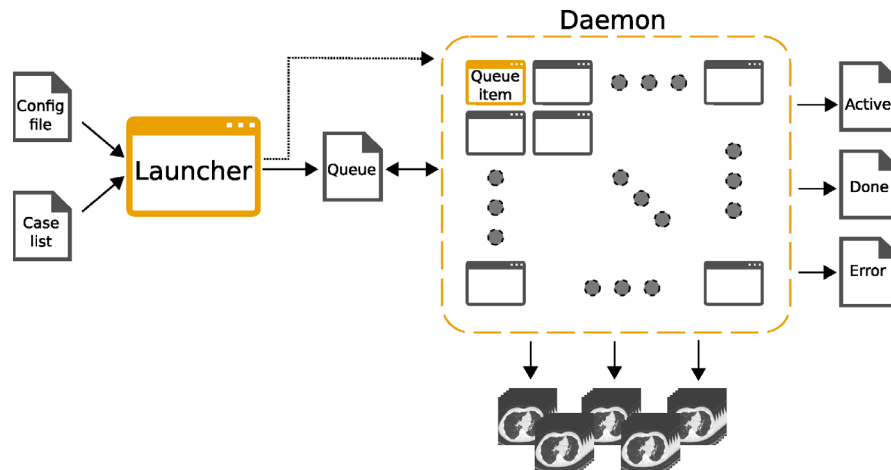 Daemon
Config
file
Case
list
Launcher
Queue
Queue
item
Active
Done
Error